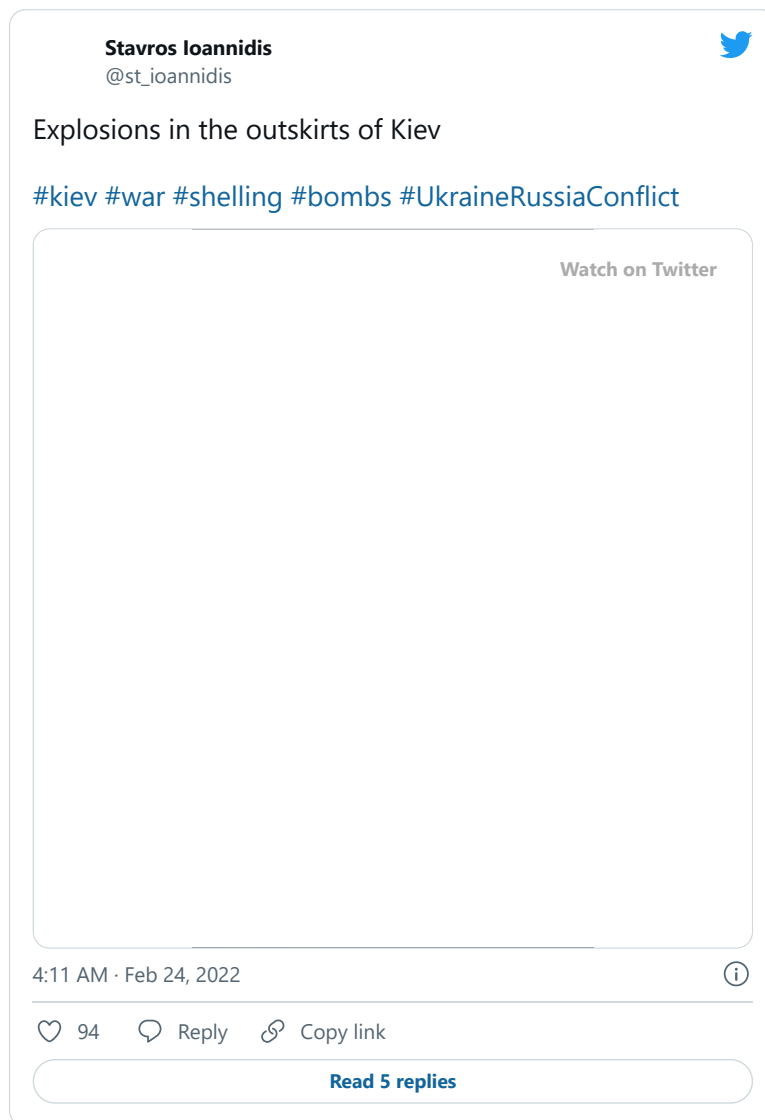 Stavros Ioannidis
@st_ioannidis
Explosions in the outskirts of Kiev
#kiev #war #shelling #bombs #UkraineRussiaConflict
Watch on Twitter
4:11 AM · Feb 24, 2022
94 Reply Copy link
Read 5 replies